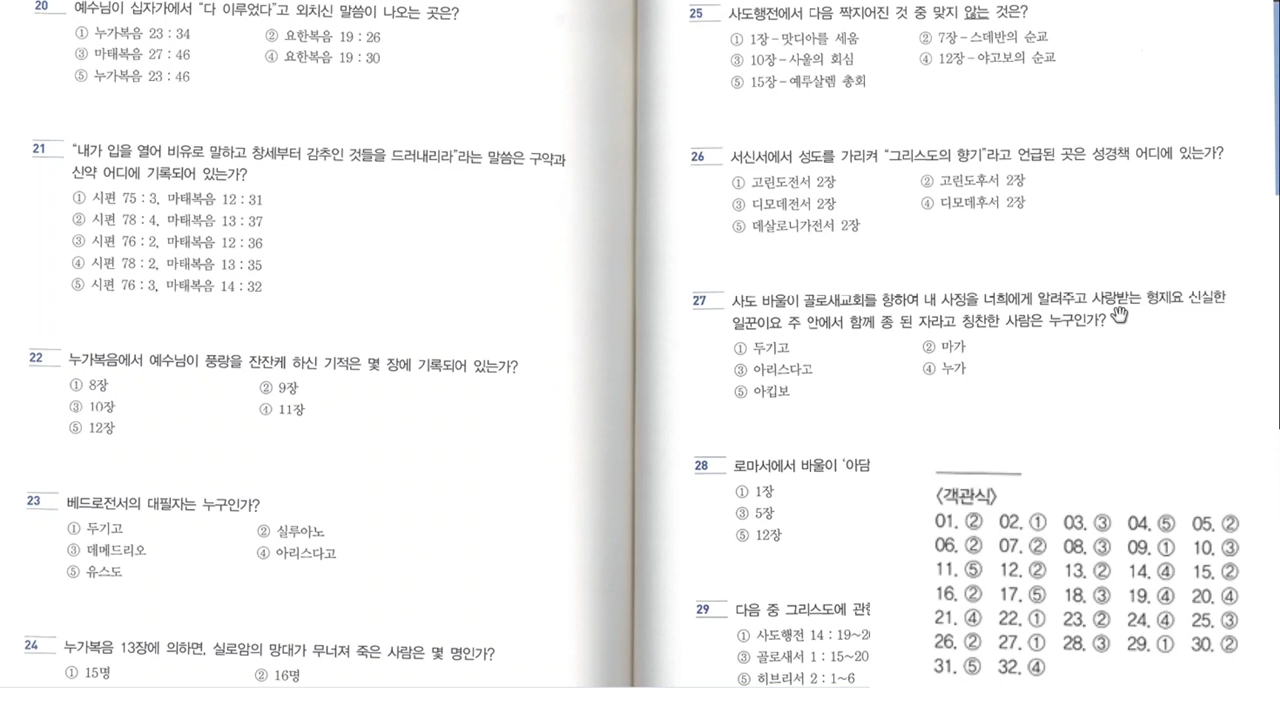 20 예수님이 십자가에서 “다 이루었다”고 외치신 말씀이 나오는 곳은?
① 누가복음 23 : 34 ② 요한복음 19 : 26
③ 마태복음 27 : 46 ④ 요한복음 19 : 30
⑤ 누가복음 23 : 46
21 “내가 입을 열어 비유로 말하고 창세부터 감추인 것들을 드러내리라”라는 말씀은 구약과
신약 어디에 기록되어 있는가?
① 시편 75 : 3, 마태복음 12 : 31
② 시편 78 : 4, 마태복음 13 : 37
③ 시편 76 : 2, 마태복음 12 : 36
④ 시편 78 : 2, 마태복음 13 : 35
⑤ 시편 76 : 3, 마태복음 14 : 32
22 누가복음에서 예수님이 풍랑을 잔잔케 하신 기적은 몇 장에 기록되어 있는가?
① 8장 ② 9장
③ 10장 ④ 11장
⑤ 12장
23 베드로전서의 대필자는 누구인가?
① 두기고 ② 실루아노
③ 데메드리오 ④ 아리스다고
⑤ 유스도
24 누가복음 13장에 의하면, 실로암의 망대가 무너져 죽은 사람은 몇 명인가?
① 15명 ② 16명
25 사도행전에서 다음 짝지어진 것 중 맞지 않는 것은?
① 1장 – 맛디아를 세움 ② 7장 – 스데반의 순교
③ 10장 – 사울의 회심 ④ 12장 – 야고보의 순교
⑤ 15장 – 예루살렘 총회
26 서신서에서 성도를 가리켜 “그리스도의 향기”라고 언급된 곳은 성경책 어디에 있는가?
① 고린도전서 2장 ② 고린도후서 2장
③ 디모데전서 2장 ④ 디모데후서 2장
⑤ 데살로니가전서 2장
27 사도 바울이 골로새교회를 향하여 내 사정을 너희에게 알려주고 사랑받는 형제요 신실한
일꾼이요 주 안에서 함께 종 된 자라고 칭찬한 사람은 누구인가?
① 두기고 ② 마가
③ 아리스다고 ④ 누가
⑤ 아킵보
28 로마서에서 바울이 ‘아담
① 1장
③ 5장
⑤ 12장
29 다음 중 그리스도에 관한
① 사도행전 14 : 19~20
③ 골로새서 1 : 15~20
⑤ 히브리서 2 : 1~6
〈객관식〉
01. ② 02. ① 03. ③ 04. ⑤ 05. ②
06. ② 07. ② 08. ③ 09. ① 10. ③
11. ⑤ 12. ② 13. ② 14. ④ 15. ②
16. ② 17. ⑤ 18. ③ 19. ④ 20. ④
21. ④ 22. ① 23. ② 24. ④ 25. ③
26. ② 27. ① 28. ③ 29. ① 30. ②
31. ⑤ 32. ④